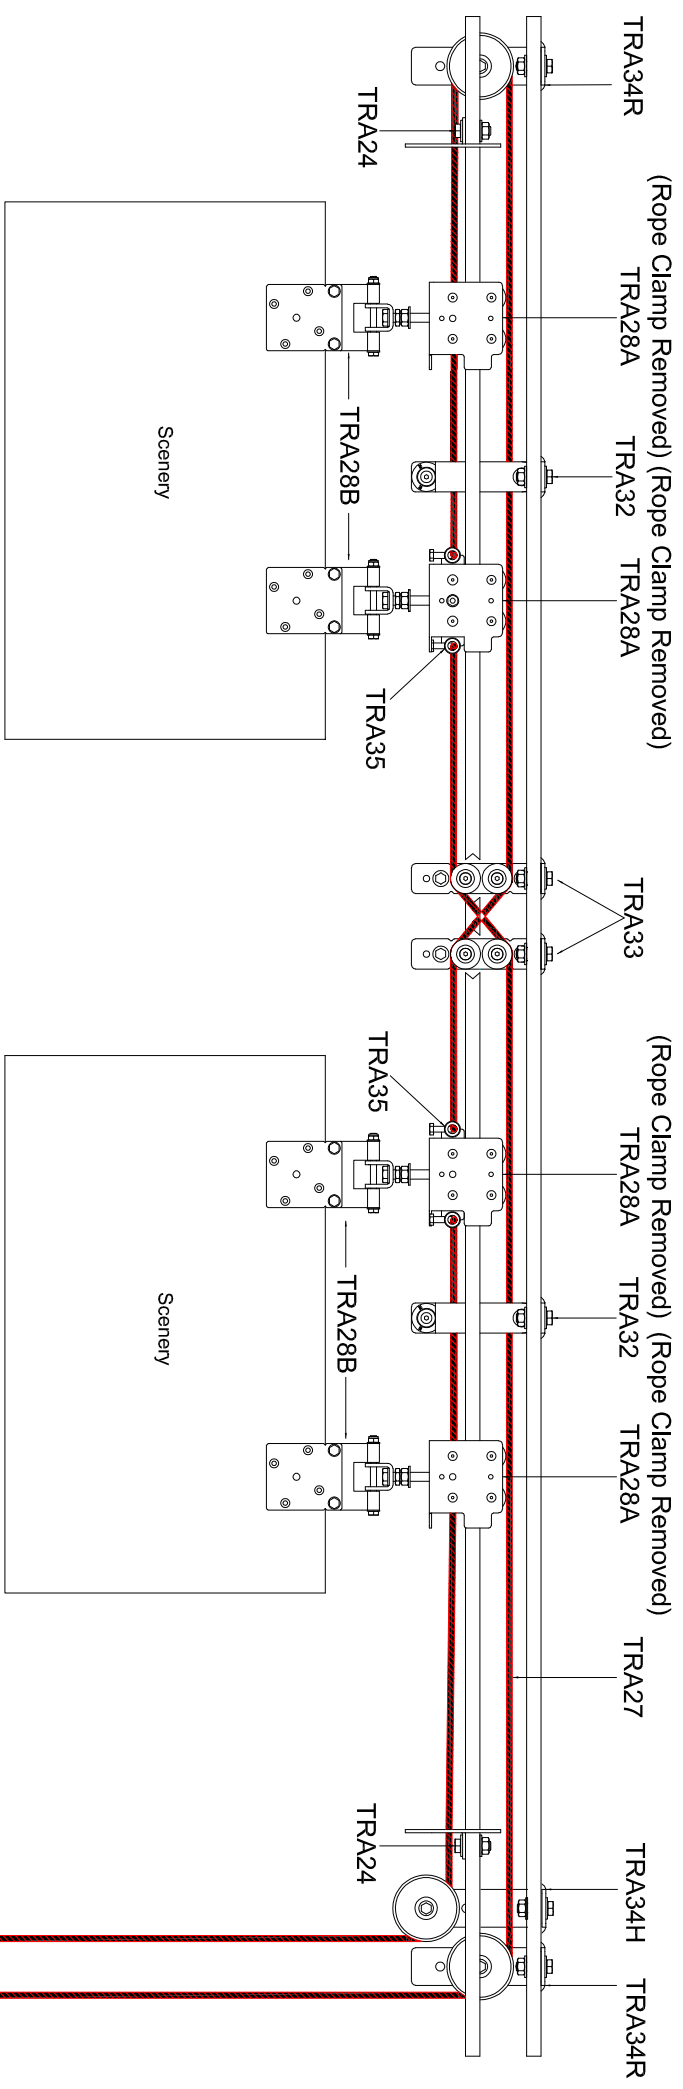 TRA34R
TRA24
(Rope Clamp Removed) (Rope Clamp Removed)
TRA28A
TRA32
TRA28A
TRA28B
TRA35
Scenery
TRA33
(Rope Clamp Removed) (Rope Clamp Removed)
TRA35
TRA28A
TRA32
TRA28A
TRA28B
Scenery
TRA27
TRA24
TRA34H
TRA34R